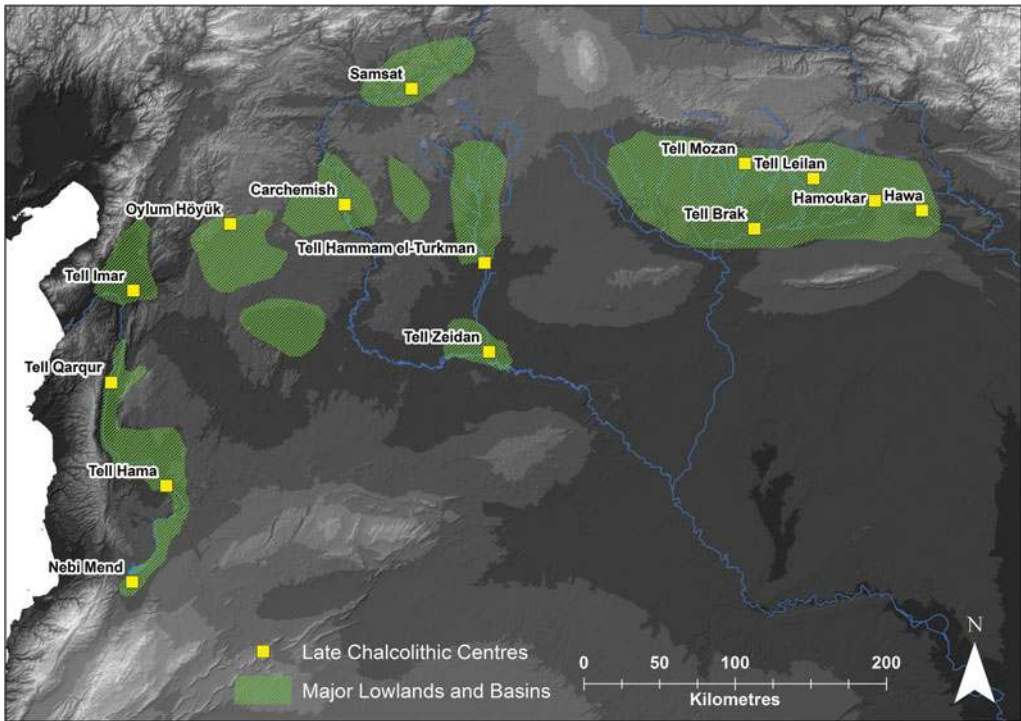 Samsat
Tell Mozan
Tell Leilan
Carchemish
Hamoukar
Hawa
Oylum Höyük
Tell Brak
Tell Hammam el-Turkman
Tell Imar
Tell Zeidan
Tell Qarqur
Tell Hama
Nebi Mend
N
Late Chalcolithic Centres
0 50 100 200
Major Lowlands and Basins
Kilometres